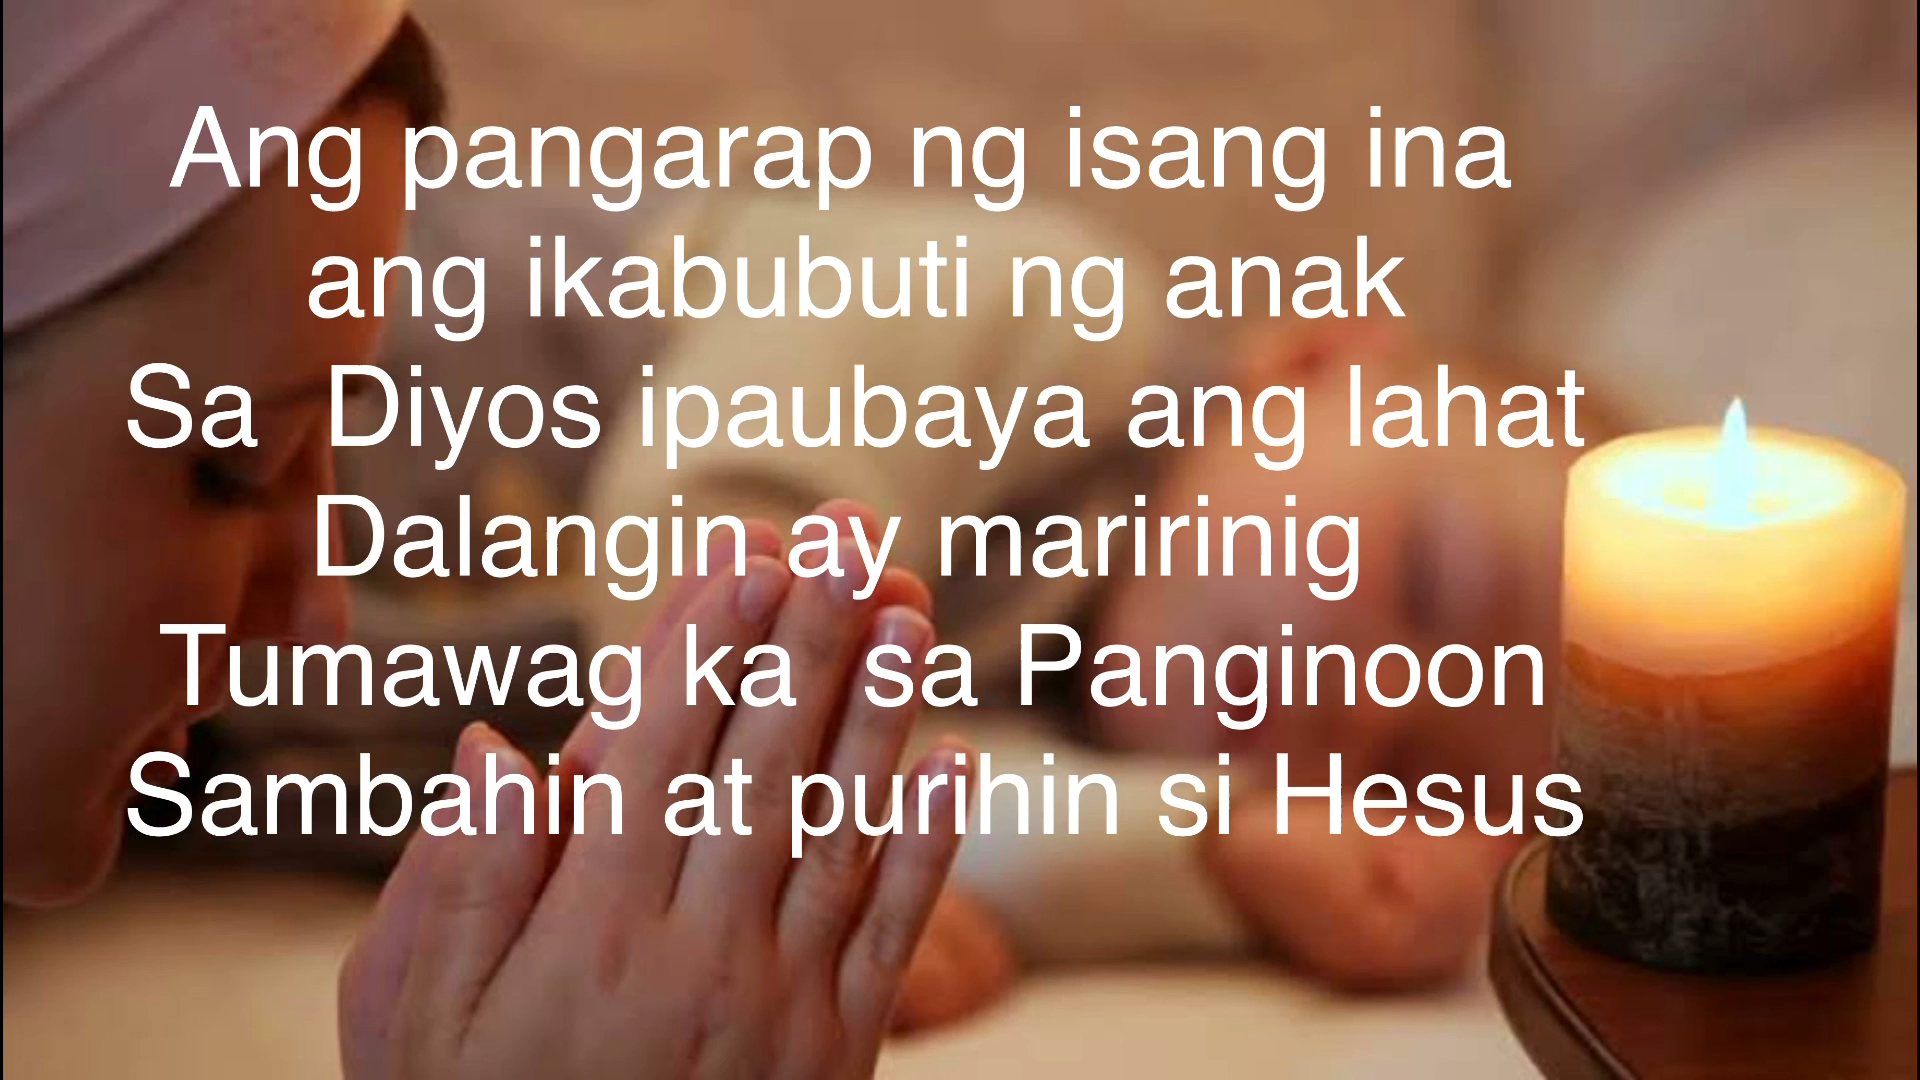 Ang pangarap ng isang ina
ang ikabubuti ng anak
Sa  Diyos ipaubaya ang lahat
Dalangin ay maririnig
Tumawag ka  sa Panginoon
Sambahin at purihin si Hesus